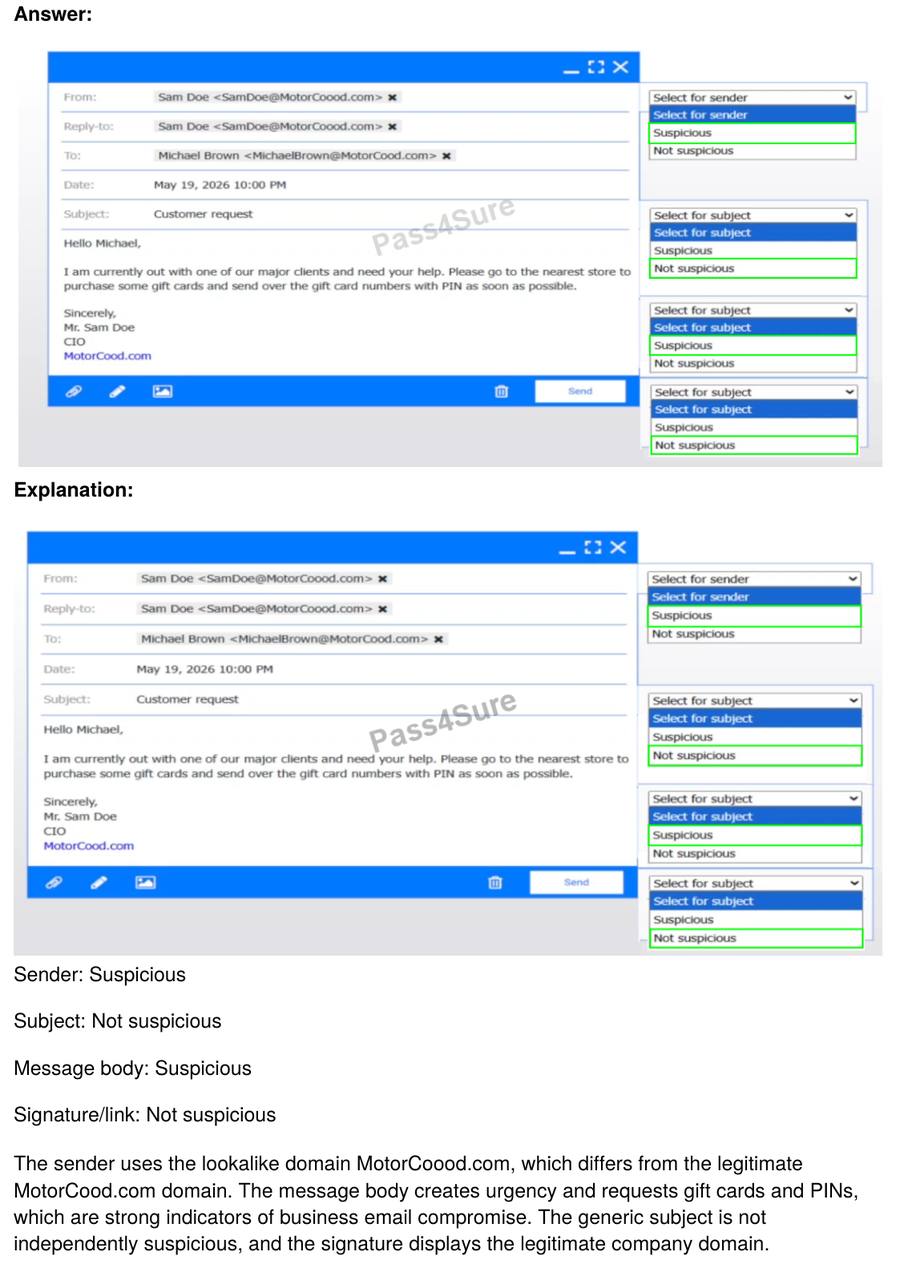 Answer:
From: Sam Doe <SamDoe@MotorCoood.com> ✖
Select for sender
Select for sender
Reply-to: Sam Doe <SamDoe@MotorCoood.com> ✖
Suspicious
To: Michael Brown <MichaelBrown@MotorCood.com> ✖
Not suspicious
Date: May 19, 2026 10:00 PM
Subject: Customer request
Select for subject
Select for subject
Suspicious
Not suspicious
Pass4Sure
Hello Michael,
I am currently out with one of our major clients and need your help. Please go to the nearest store to
purchase some gift cards and send over the gift card numbers with PIN as soon as possible.
Select for subject
Select for subject
Suspicious
Not suspicious
Sincerely,
Mr. Sam Doe
CIO
MotorCood.com
Send
Select for subject
Select for subject
Suspicious
Not suspicious
Explanation:
From: Sam Doe <SamDoe@MotorCoood.com> ✖
Select for sender
Select for sender
Reply-to: Sam Doe <SamDoe@MotorCoood.com> ✖
Suspicious
To: Michael Brown <MichaelBrown@MotorCood.com> ✖
Not suspicious
Date: May 19, 2026 10:00 PM
Subject: Customer request
Select for subject
Select for subject
Suspicious
Not suspicious
Pass4Sure
Hello Michael,
I am currently out with one of our major clients and need your help. Please go to the nearest store to
purchase some gift cards and send over the gift card numbers with PIN as soon as possible.
Select for subject
Select for subject
Suspicious
Not suspicious
Sincerely,
Mr. Sam Doe
CIO
MotorCood.com
Send
Select for subject
Select for subject
Suspicious
Not suspicious
Sender: Suspicious
Subject: Not suspicious
Message body: Suspicious
Signature/link: Not suspicious
The sender uses the lookalike domain MotorCoood.com, which differs from the legitimate
MotorCood.com domain. The message body creates urgency and requests gift cards and PINs,
which are strong indicators of business email compromise. The generic subject is not
independently suspicious, and the signature displays the legitimate company domain.